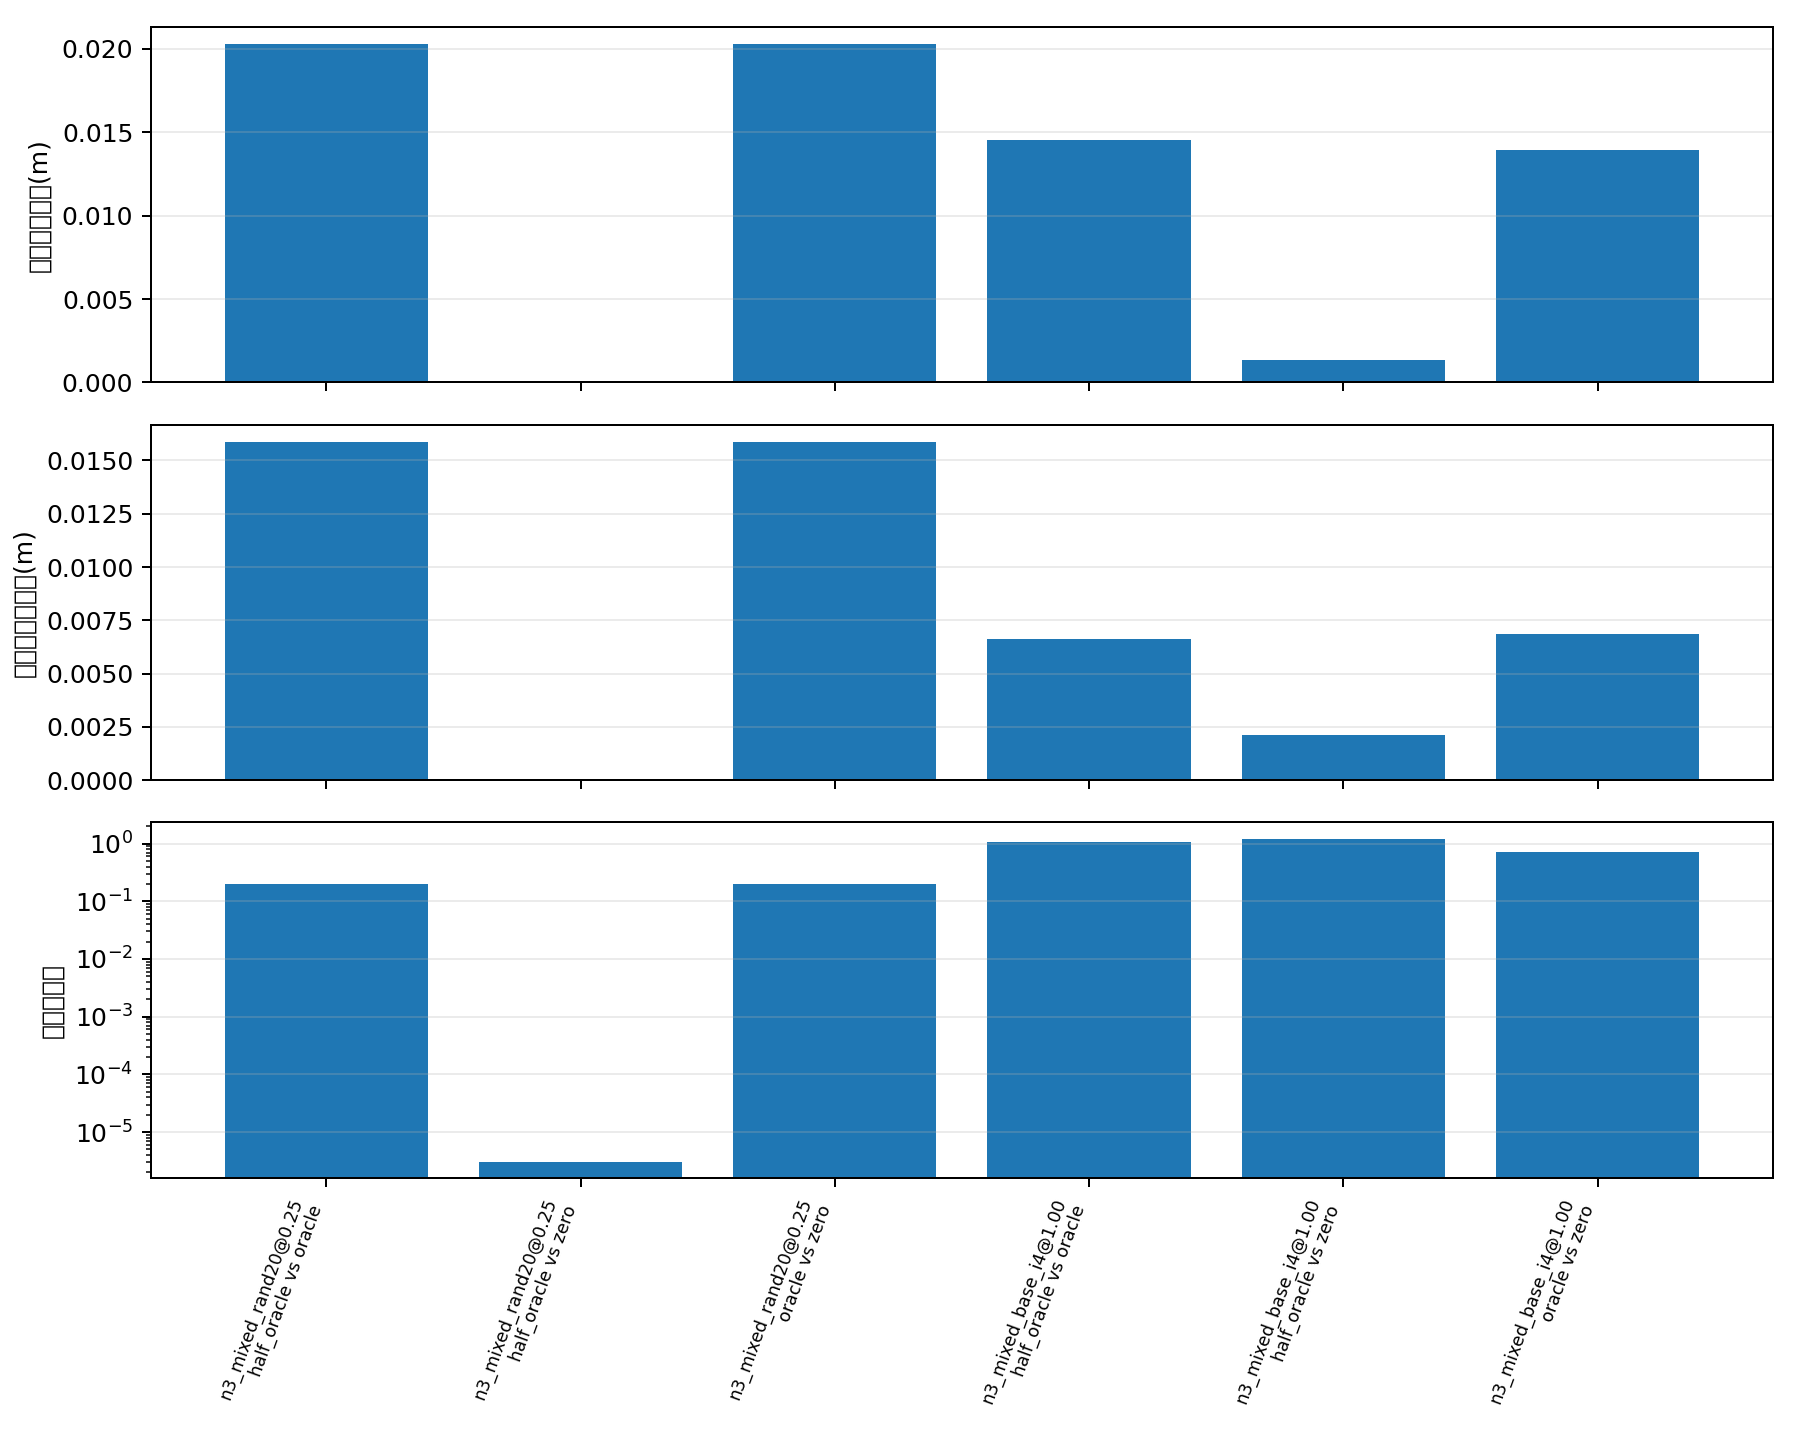 0.020
0.015
0.010
0.005
0.000
(m)
0.0150
0.0125
0.0100
0.0075
0.0050
0.0025
0.0000
(m)
10⁰
10⁻¹
10⁻²
10⁻³
10⁻⁴
10⁻⁵
n3_mixed_rand20@0.25
half_oracle vs oracle
n3_mixed_rand20@0.25
half_oracle vs zero
n3_mixed_rand20@0.25
oracle vs zero
n3_mixed_base_i4@1.00
half_oracle vs oracle
n3_mixed_base_i4@1.00
half_oracle vs zero
n3_mixed_base_i4@1.00
oracle vs zero